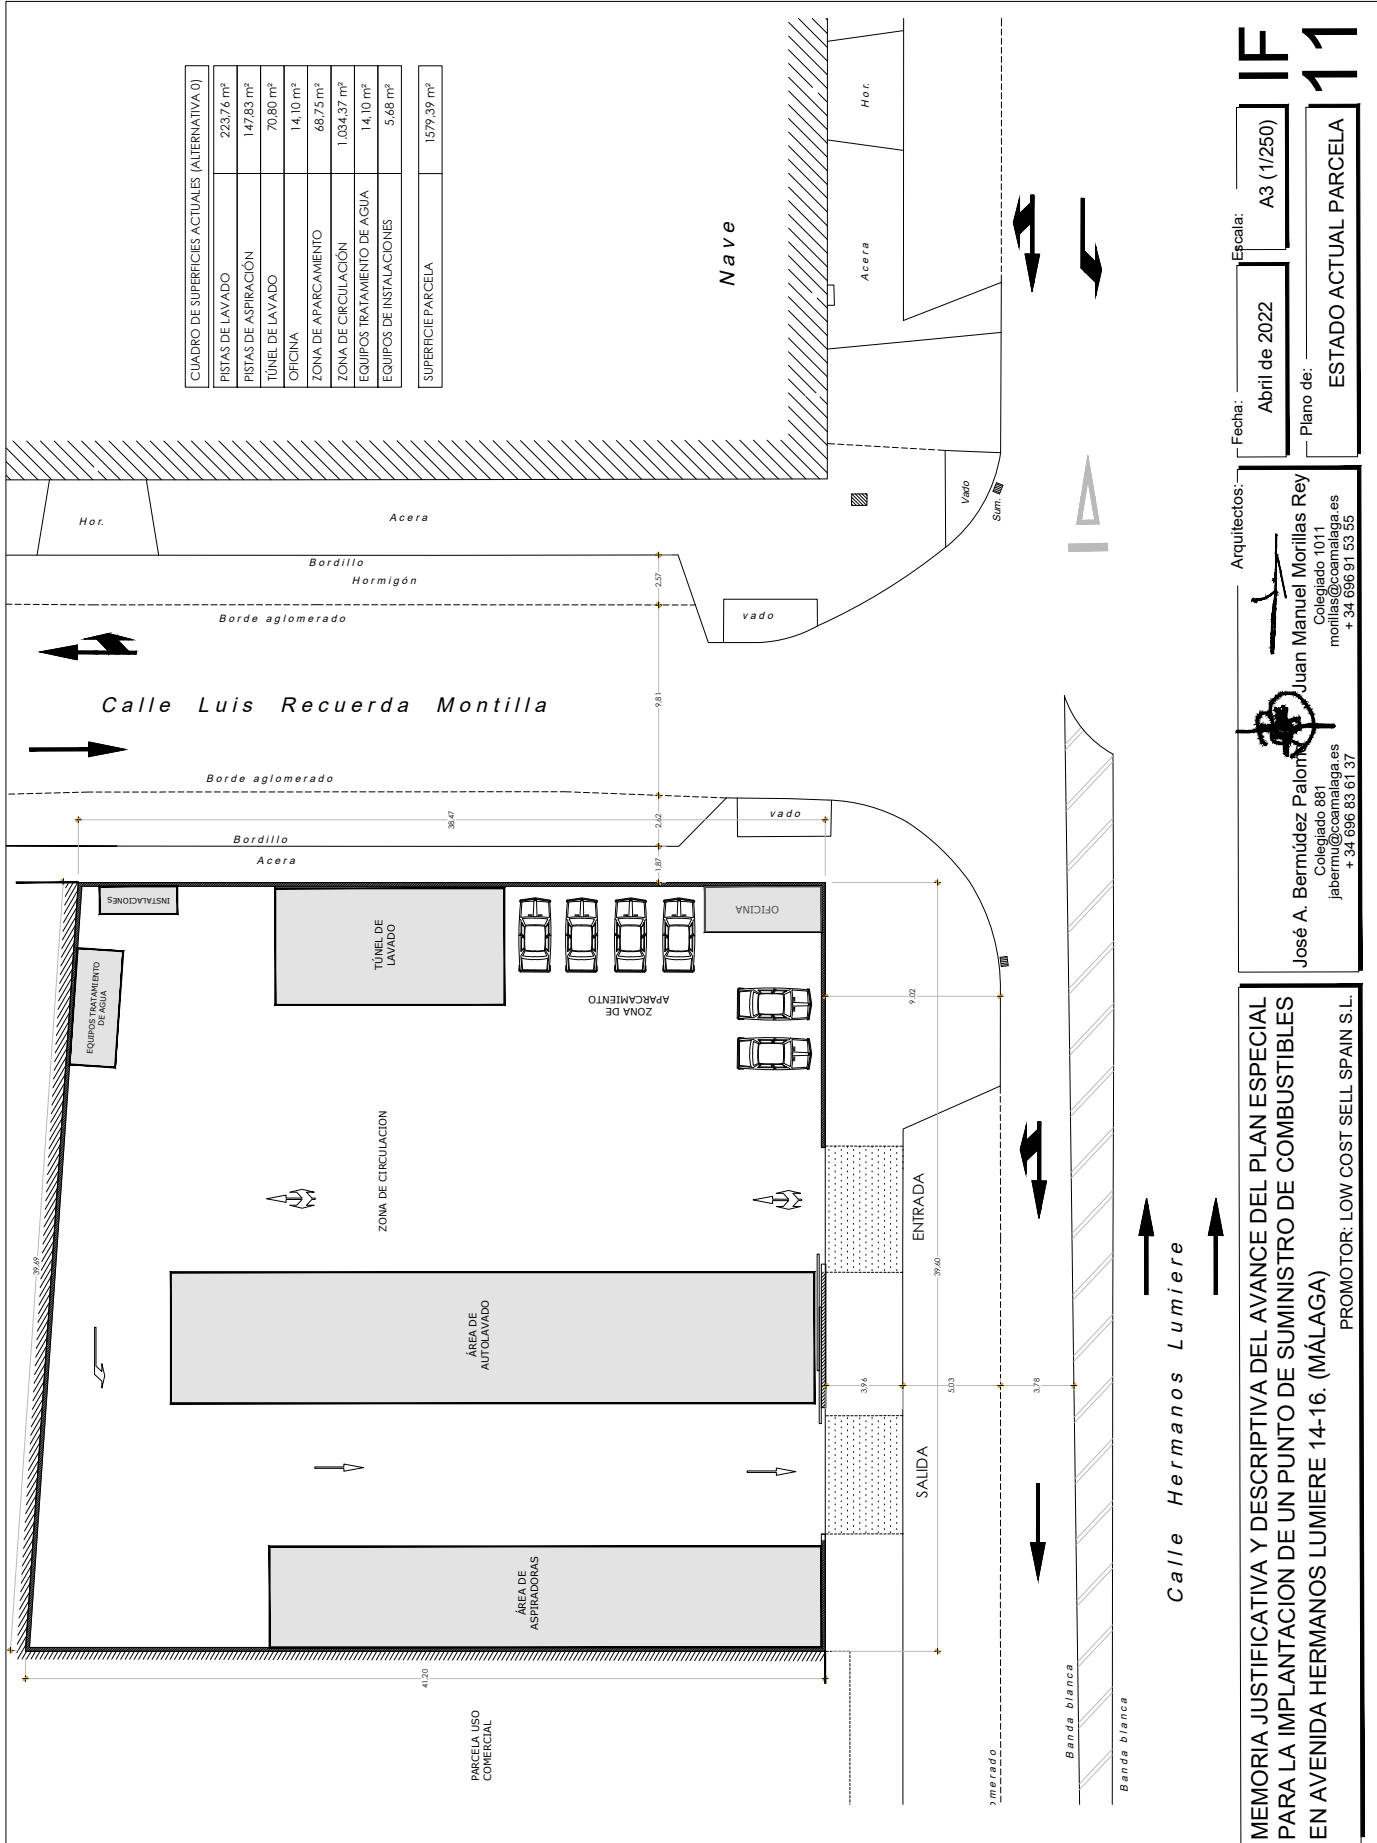 CUADRO DE SUPERFICIES ACTUALES (ALTERNATIVA 0)
PISTAS DE LAVADO 223,76 m²
PISTAS DE ASPIRACIÓN 147,83 m²
TÚNEL DE LAVADO 70,80 m²
OFICINA 14,10 m²
ZONA DE APARCAMIENTO 68,75 m²
ZONA DE CIRCULACIÓN 1.034,37 m²
EQUIPOS TRATAMIENTO DE AGUA 14,10 m²
EQUIPOS DE INSTALACIONES 5,68 m²
SUPERFICIE PARCELA 1579,39 m²
Nave
Hor.
Acera
Hor.
Acera
Bordillo
Hormigón
Borde aglomerado
Calle Luis Recuerda Montilla
Borde aglomerado
Bordillo
Acera
2,57
9,81
2,62
1,87
38,47
vado
vado
Vado
Sum.
INSTALACIONES
EQUIPOS TRATAMIENTO
DE AGUA
TÚNEL DE
LAVADO
OFICINA
ZONA DE
APARCAMIENTO
ZONA DE CIRCULACION
ÁREA DE
AUTOLAVADO
ÁREA DE
ASPIRADORAS
39,69
41,20
39,60
9,02
3,96
5,03
3,78
ENTRADA
SALIDA
PARCELA USO
COMERCIAL
omerado
Banda blanca
Banda blanca
Calle Hermanos Lumiere
MEMORIA JUSTIFICATIVA Y DESCRIPTIVA DEL AVANCE DEL PLAN ESPECIAL
PARA LA IMPLANTACION DE UN PUNTO DE SUMINISTRO DE COMBUSTIBLES
EN AVENIDA HERMANOS LUMIERE 14-16. (MÁLAGA)
PROMOTOR: LOW COST SELL SPAIN S.L.
Arquitectos:
José A. Bermúdez Palomo
Colegiado 881
jabermu@coamalaga.es
+ 34 696 83 61 37
Juan Manuel Morillas Rey
Colegiado 1011
morillas@coamalaga.es
+ 34 696 91 53 55
Fecha:
Abril de 2022
Escala:
A3 (1/250)
Plano de:
ESTADO ACTUAL PARCELA
IF
11